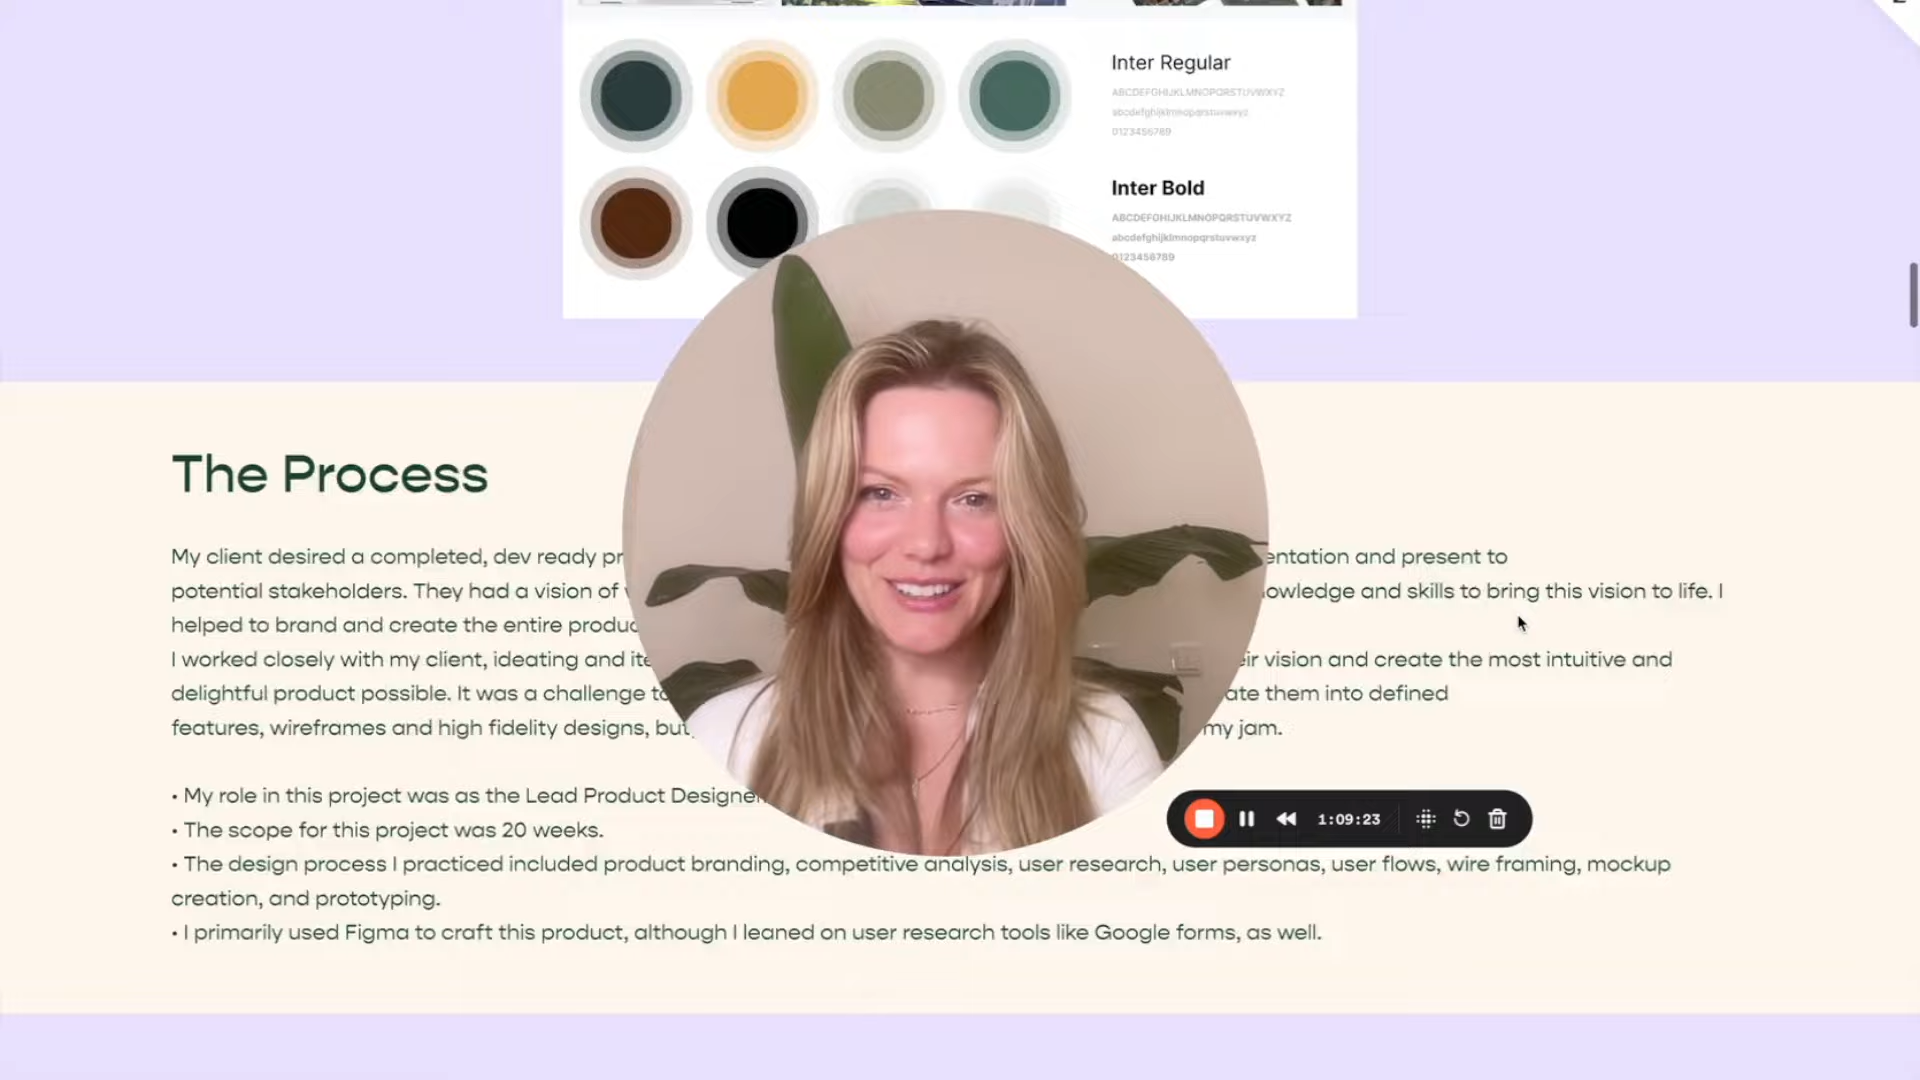 Inter Regular
ABCDEFGHIJKLMNOPQRSTUVWXYZ
abcdefghijklmnopqrstuvwxyz
0123456789
Inter Bold
ABCDEFGHIJKLMNOPQRSTUVWXYZ
abcdefghijklmnopqrstuvwxyz
0123456789
The Process
My client desired a completed, dev ready pr entation and present to
potential stakeholders. They had a vision of owledge and skills to bring this vision to life. I
helped to brand and create the entire produc
I worked closely with my client, ideating and ite eir vision and create the most intuitive and
delightful product possible. It was a challenge to ate them into defined
features, wireframes and high fidelity designs, but my jam.
• My role in this project was as the Lead Product Designer
• The scope for this project was 20 weeks.
1:09:23
• The design process I practiced included product branding, competitive analysis, user research, user personas, user flows, wire framing, mockup
creation, and prototyping.
• I primarily used Figma to craft this product, although I leaned on user research tools like Google forms, as well.